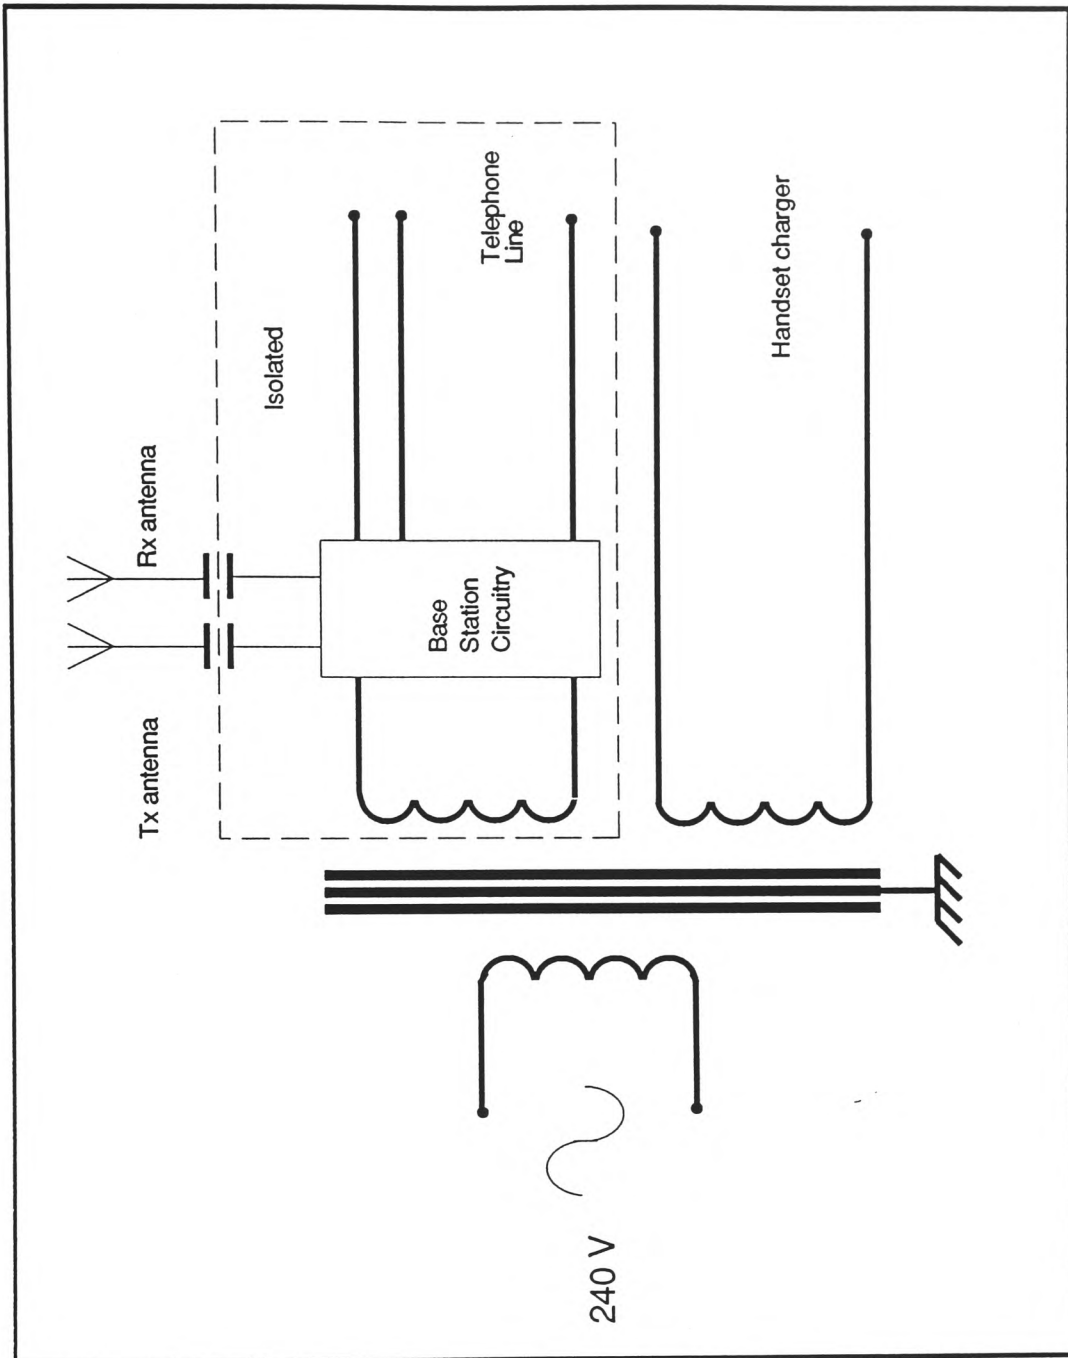 Tx antenna
Rx antenna
Isolated
Base
Station
Circuitry
Telephone
Line
Handset charger
240 V